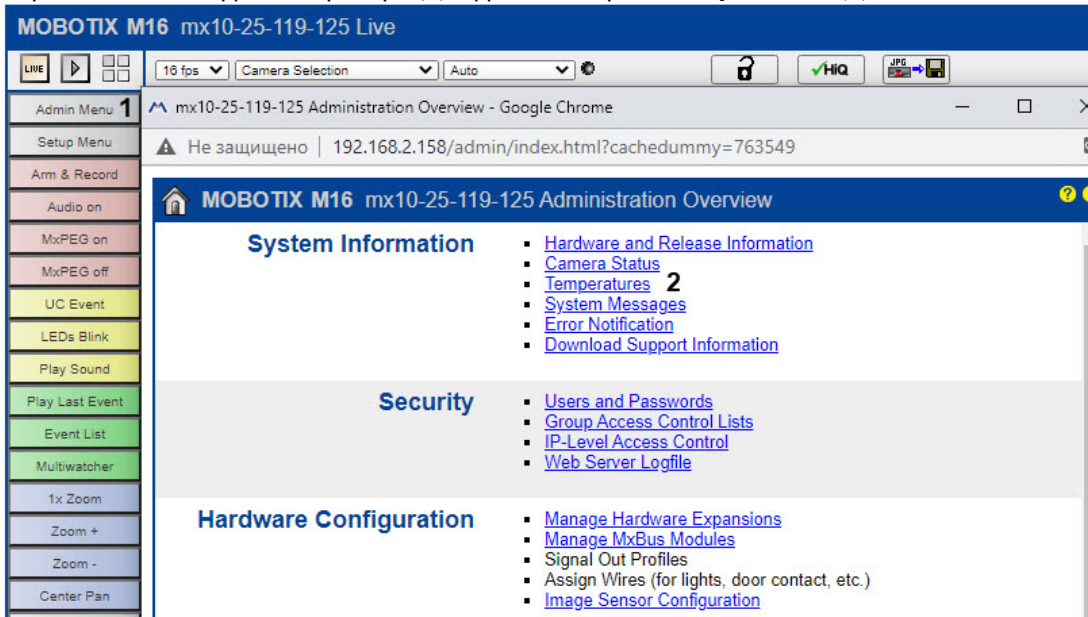 MOBOTIX M16 mx10-25-119-125 Live
LIVE 16 fps Camera Selection Auto HiQ JPG
Admin Menu 1
mx10-25-119-125 Administration Overview - Google Chrome
Setup Menu
Не защищено | 192.168.2.158/admin/index.html?cachedummy=763549
Arm & Record
Audio on
MxPEG on
MxPEG off
UC Event
LEDs Blink
Play Sound
Play Last Event
Event List
Multiwatcher
1x Zoom
Zoom +
Zoom -
Center Pan
MOBOTIX M16 mx10-25-119-125 Administration Overview
System Information
Hardware and Release Information
Camera Status
Temperatures 2
System Messages
Error Notification
Download Support Information
Security
Users and Passwords
Group Access Control Lists
IP-Level Access Control
Web Server Logfile
Hardware Configuration
Manage Hardware Expansions
Manage MxBus Modules
Signal Out Profiles
Assign Wires (for lights, door contact, etc.)
Image Sensor Configuration